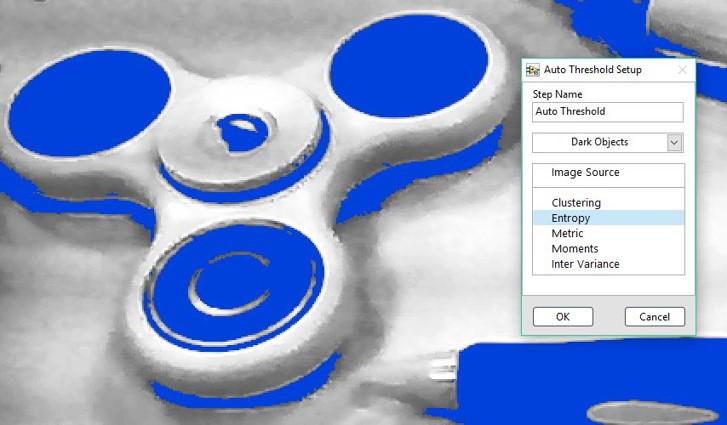 Auto Threshold Setup
Step Name
Auto Threshold
Dark Objects
Image Source
Clustering
Entropy
Metric
Moments
Inter Variance
OK
Cancel